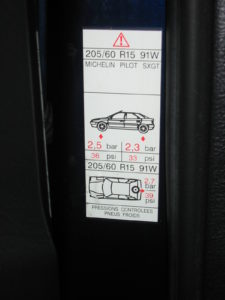 205/60 R15 91W
MICHELIN PILOT SXGT
2,5 bar 2,3 bar
36 psi 33 psi
205/60 R15 91W
2,7
bar
39
psi
PRESSIONS CONTROLEES
PNEUS FROIDS